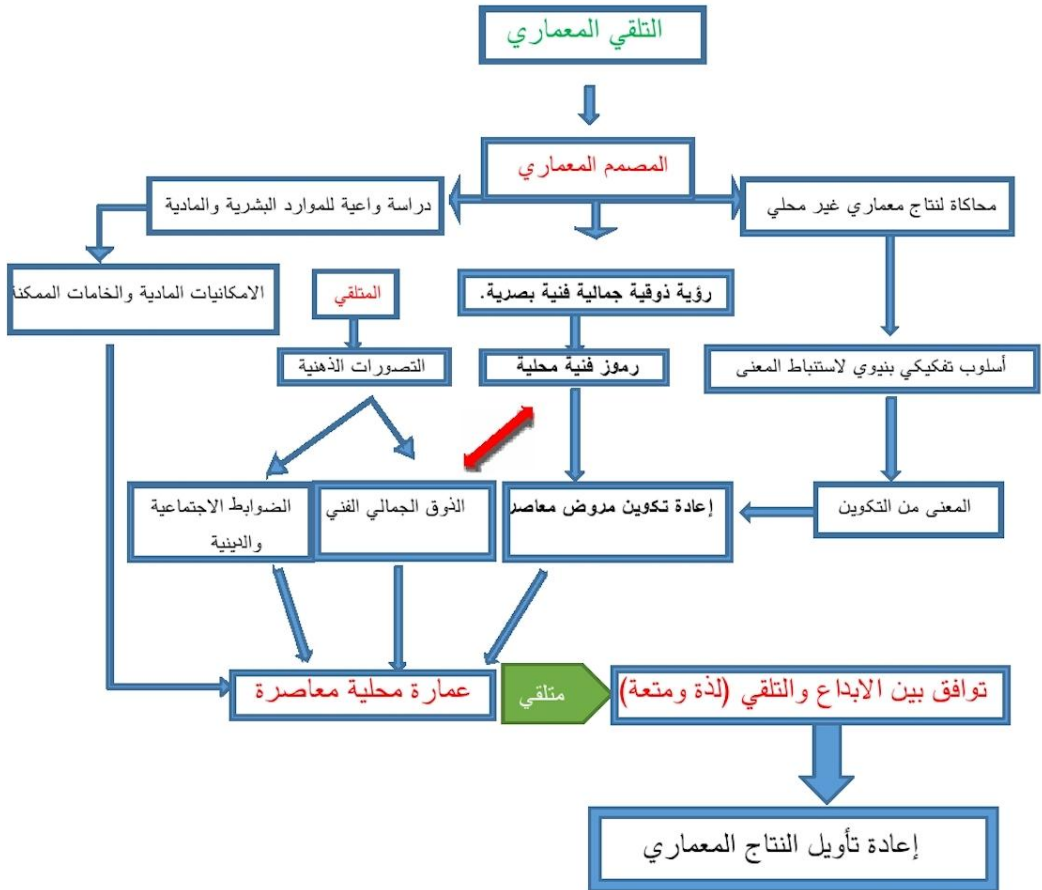 التلقي المعماري
المصمم المعماري
محاكاة لنتاج معماري غير محلي
دراسة واعية للموارد البشرية والمادية
رؤية ذوقية جمالية فنية بصرية.
المتلقي
الامكانيات المادية والخامات الممكنة
أسلوب تفكيكي بنيوي لاستنباط المعنى
رموز فنية محلية
التصورات الذهنية
المعنى من التكوين
إعادة تكوين مروض معاصر
الذوق الجمالي الفني
الضوابط الاجتماعية
والدينية
عمارة محلية معاصرة
متلقي
توافق بين الابداع والتلقي (لذة ومتعة)
إعادة تأويل النتاج المعماري